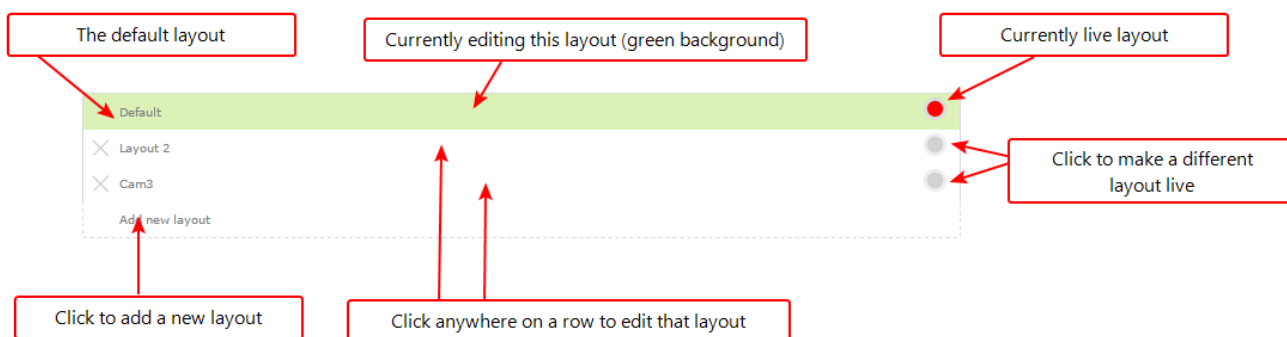 The default layout
Currently editing this layout (green background)
Currently live layout
Default
Layout 2
Cam3
Add new layout
Click to make a different
layout live
Click to add a new layout
Click anywhere on a row to edit that layout